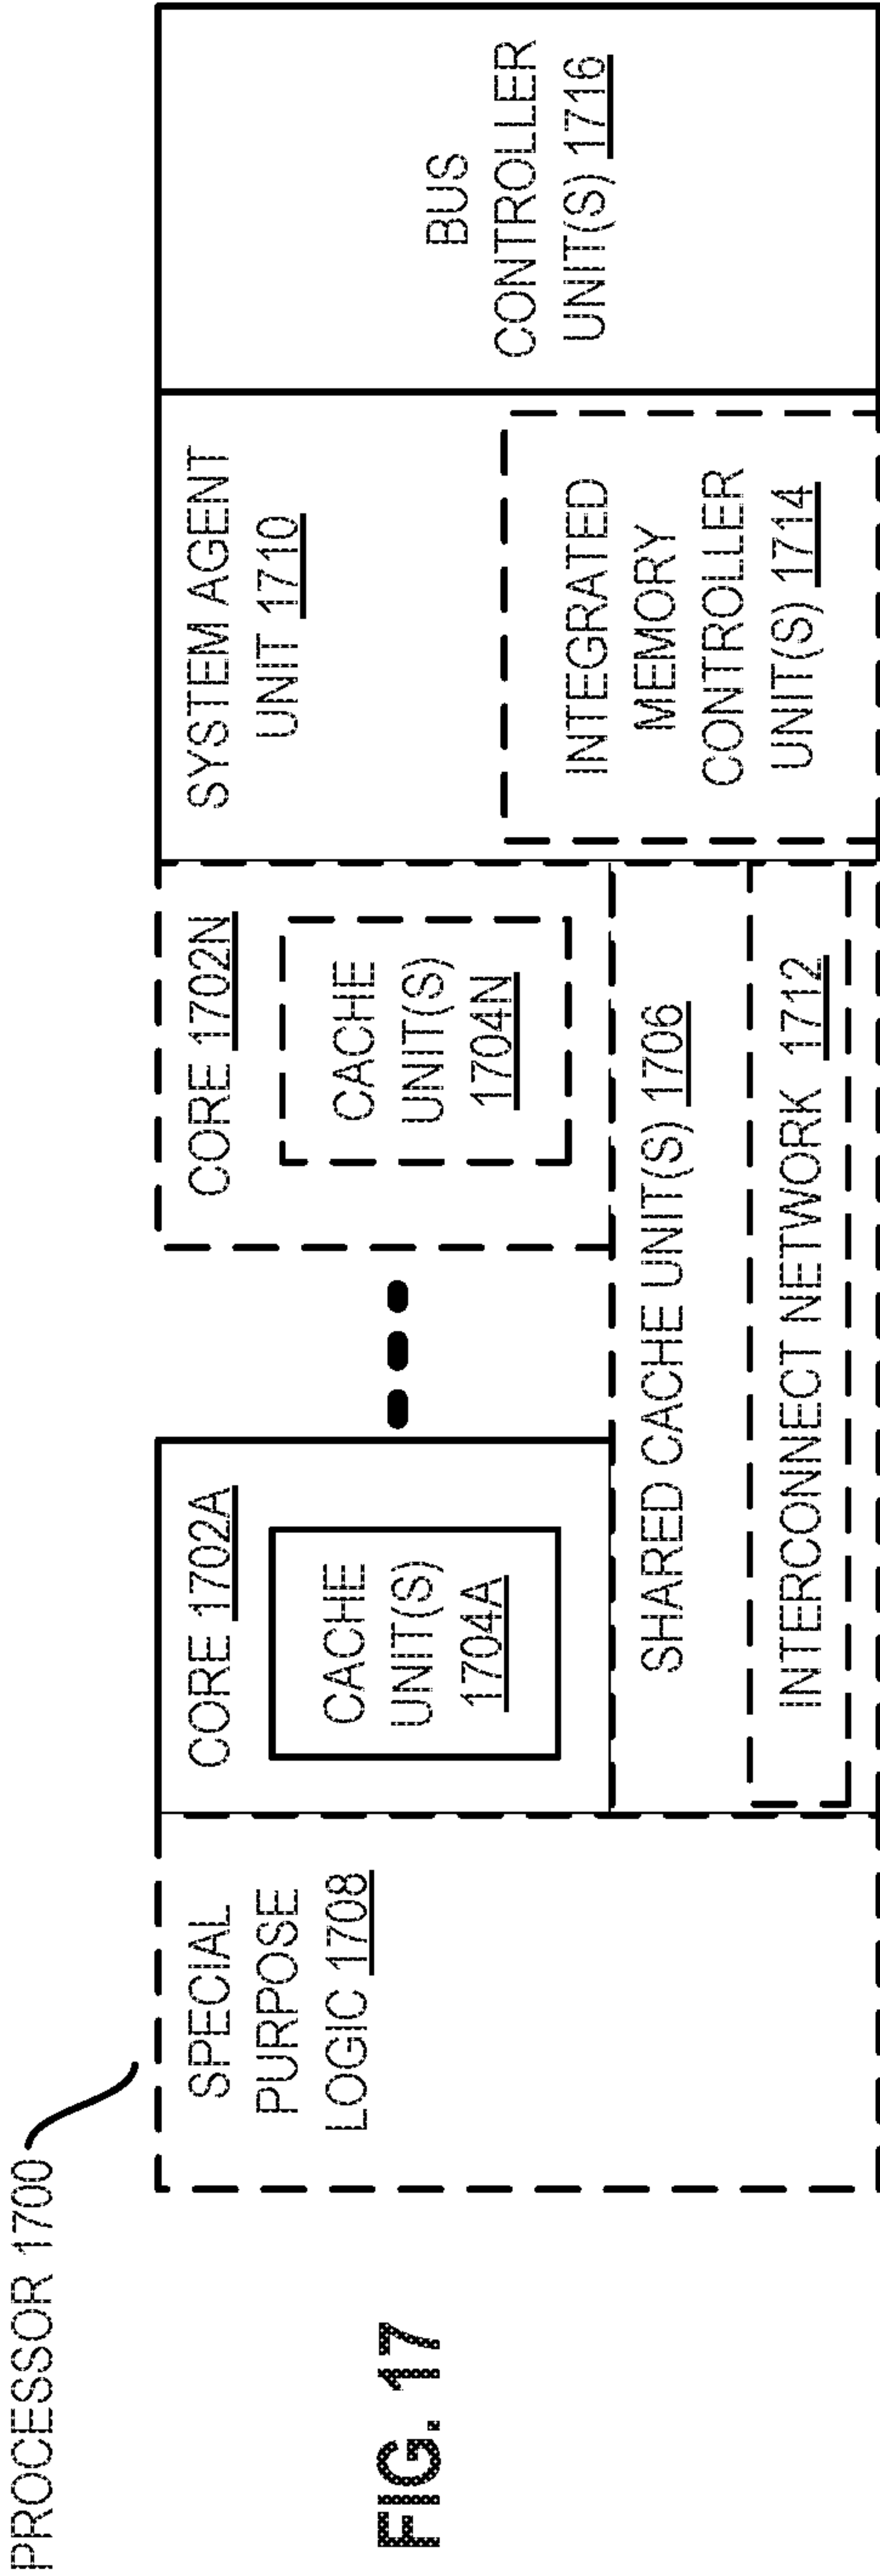 PROCESSOR 1700
SPECIAL
PURPOSE
LOGIC 1708
CORE 1702A
CACHE
UNIT(S)
1704A
CORE 1702N
CACHE
UNIT(S)
1704N
SHARED CACHE UNIT(S) 1706
INTERCONNECT NETWORK 1712
SYSTEM AGENT
UNIT 1710
INTEGRATED
MEMORY
CONTROLLER
UNIT(S) 1714
BUS
CONTROLLER
UNIT(S) 1716
FIG. 17